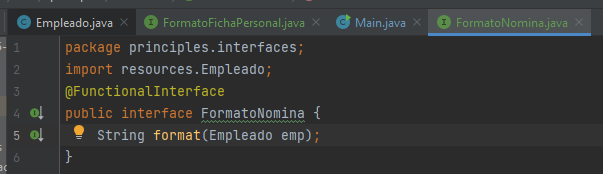 Empleado.java FormatoFichaPersonal.java Main.java FormatoNomina.java
1 package principles.interfaces;
2 import resources.Empleado;
3 @FunctionalInterface
4 public interface FormatoNomina {
5 String format(Empleado emp);
6 }